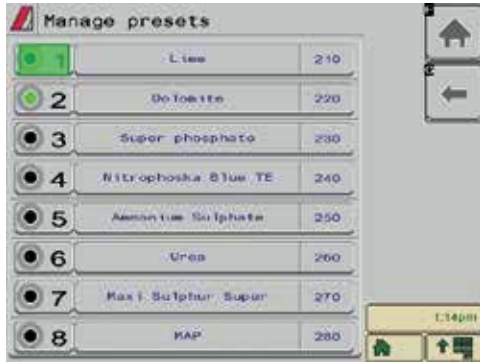 Manage presets
1 Lime 210
2 Dolomite 220
3 Super phosphate 230
4 Nitrophoska Blue TE 240
5 Ammonium Sulphate 250
6 Urea 260
7 Maxi Sulphur Super 270
8 MAP 280
1:14pm